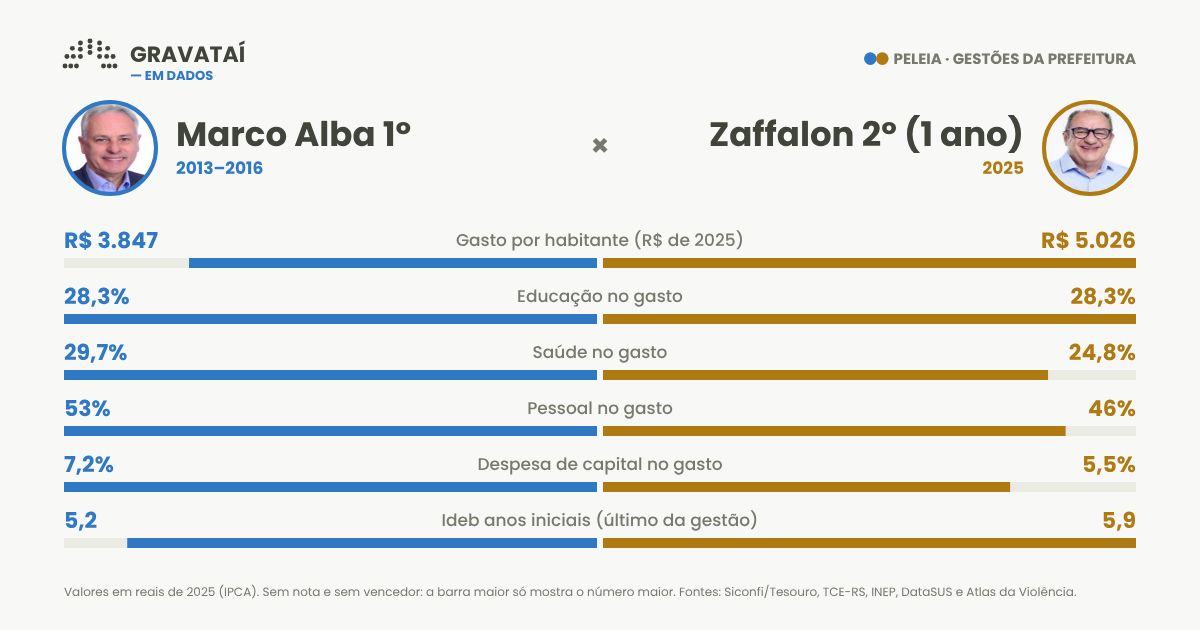 GRAVATAÍ
— EM DADOS
PELEIA · GESTÕES DA PREFEITURA
Marco Alba 1º
2013–2016
×
Zaffalon 2º (1 ano)
2025
R$ 3.847
Gasto por habitante (R$ de 2025)
R$ 5.026
28,3%
Educação no gasto
28,3%
29,7%
Saúde no gasto
24,8%
53%
Pessoal no gasto
46%
7,2%
Despesa de capital no gasto
5,5%
5,2
Ideb anos iniciais (último da gestão)
5,9
Valores em reais de 2025 (IPCA). Sem nota e sem vencedor: a barra maior só mostra o número maior. Fontes: Siconfi/Tesouro, TCE-RS, INEP, DataSUS e Atlas da Violência.